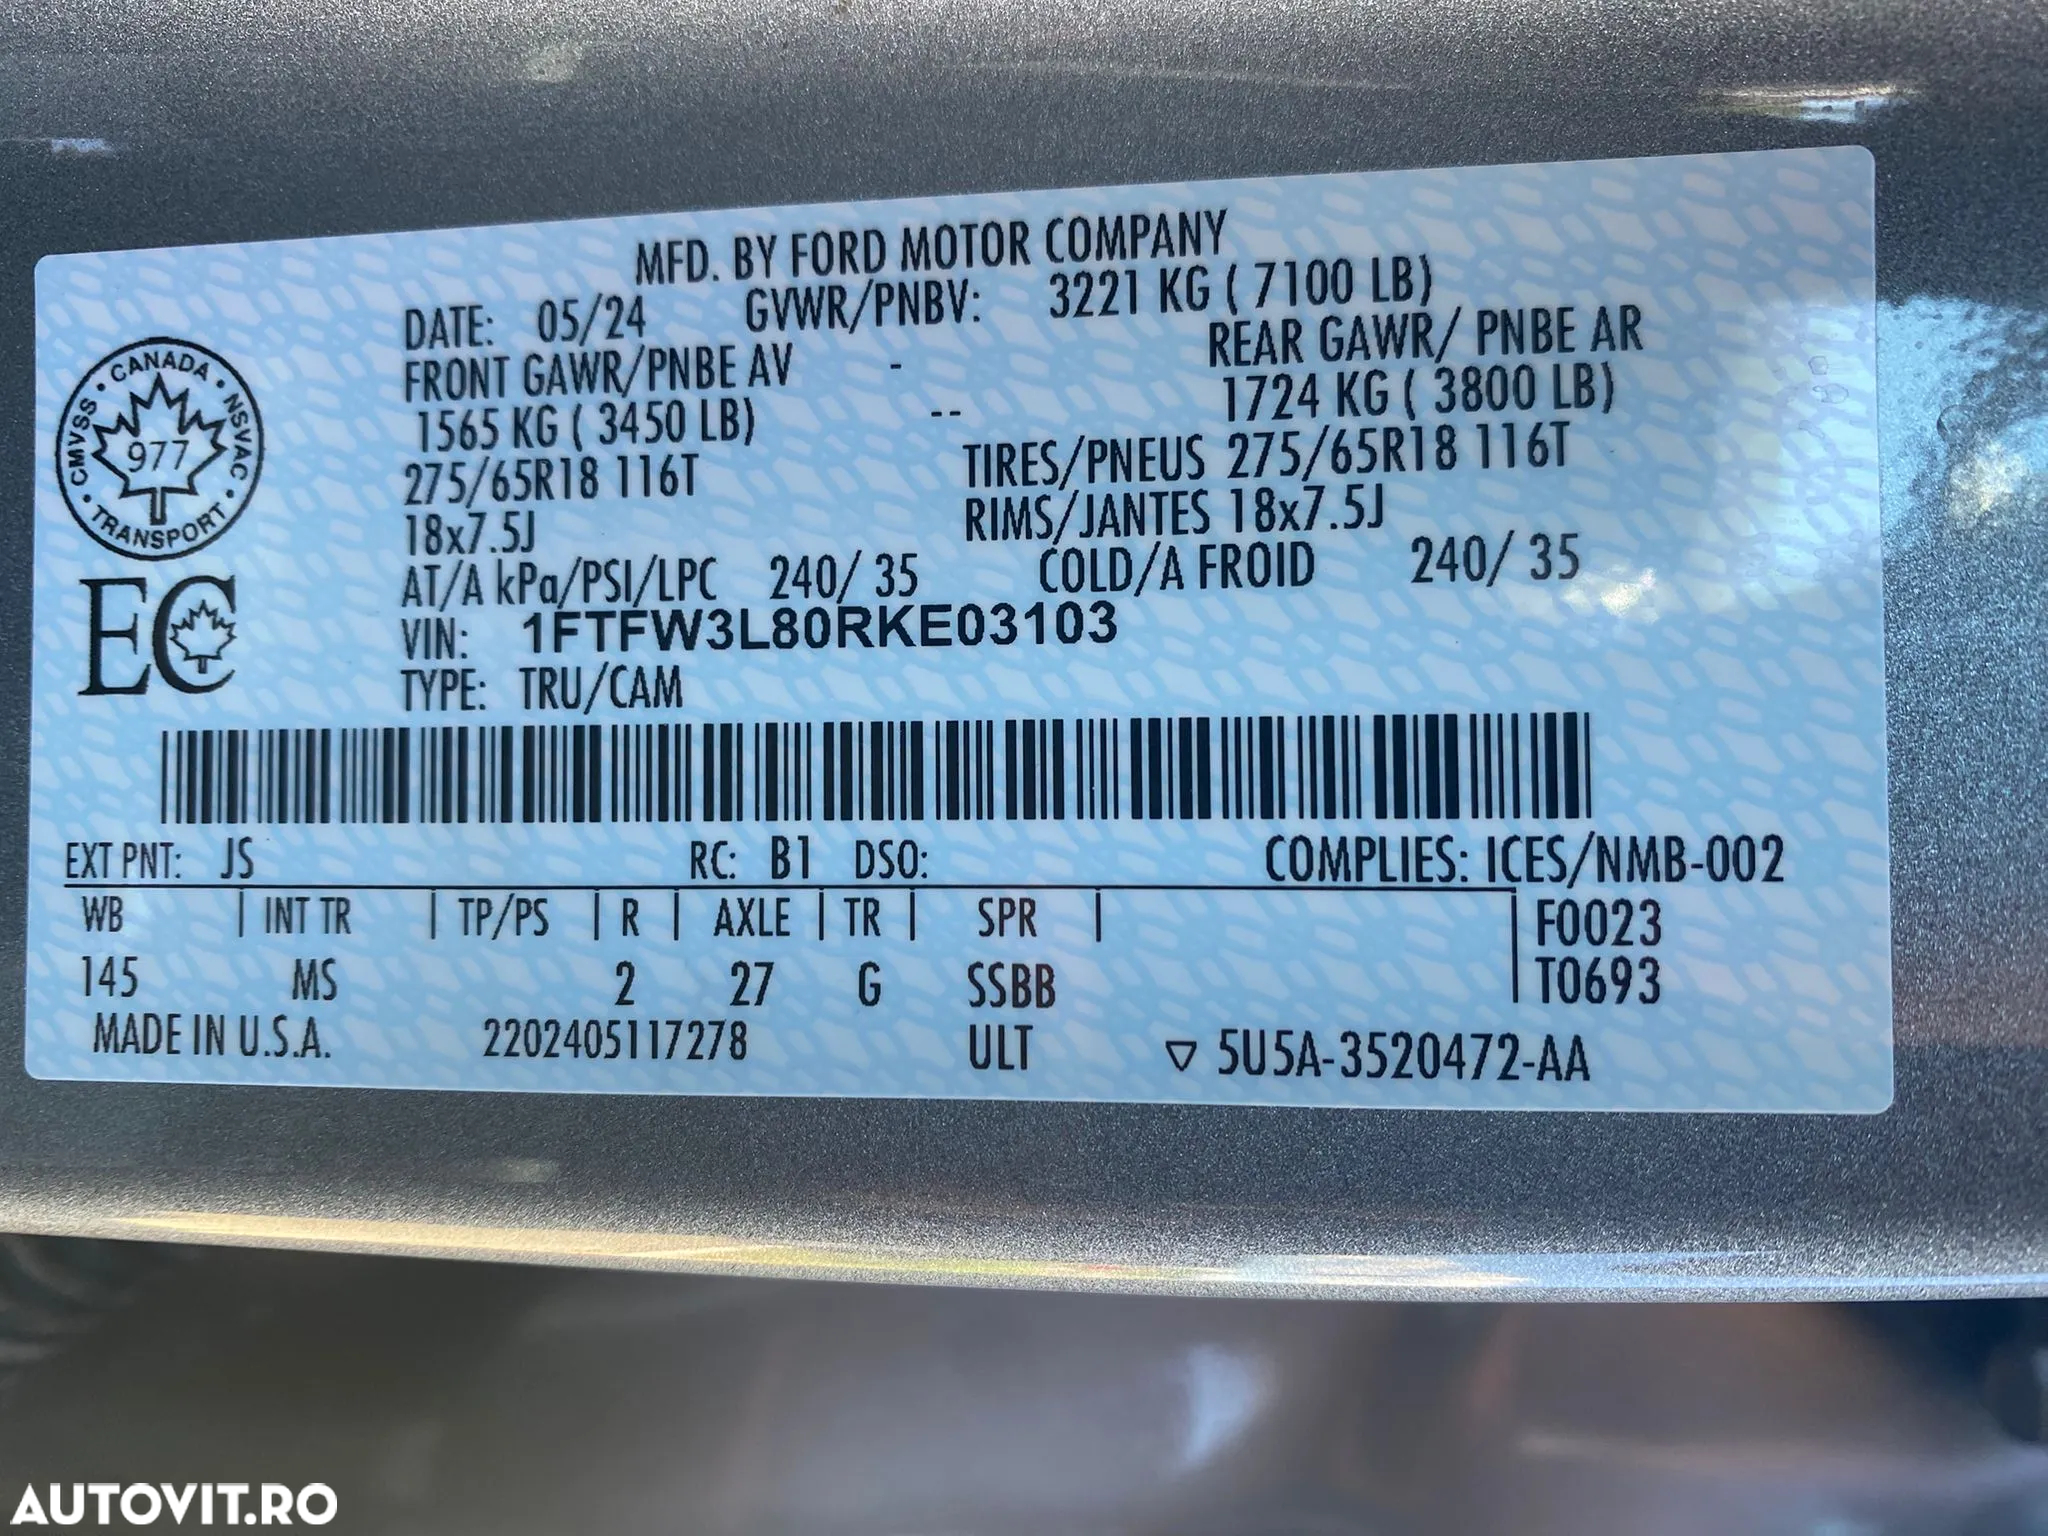 MFD. BY FORD MOTOR COMPANY
DATE: 05/24 GVWR/PNBV: 3221 KG ( 7100 LB)
FRONT GAWR/PNBE AV - REAR GAWR/ PNBE AR
1565 KG ( 3450 LB) -- 1724 KG ( 3800 LB)
275/65R18 116T TIRES/PNEUS 275/65R18 116T
18x7.5J RIMS/JANTES 18x7.5J
AT/A kPa/PSI/LPC 240/ 35 COLD/A FROID 240/ 35
VIN: 1FTFW3L80RKE03103
TYPE: TRU/CAM
CANADA
CMVSS
NSVAC
977
TRANSPORT
EC
EXT PNT: JS RC: B1 DSO: COMPLIES: ICES/NMB-002
WB | INT TR | TP/PS | R | AXLE | TR | SPR | F0023
145 MS 2 27 G SSBB T0693
MADE IN U.S.A. 2202405117278 ULT ▽ 5U5A-3520472-AA
AUTOVIT.RO